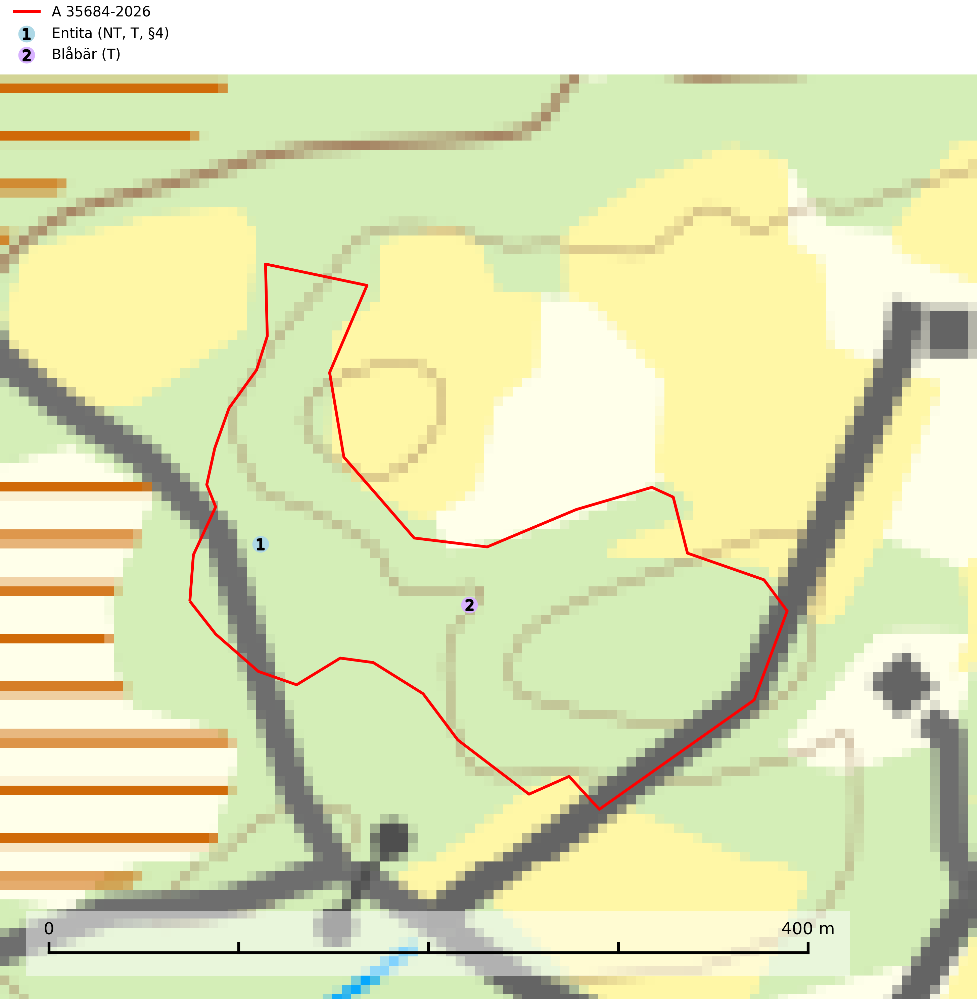 A 35684-2026
1 Entita (NT, T, §4)
2 Blåbär (T)
1
2
0 400 m